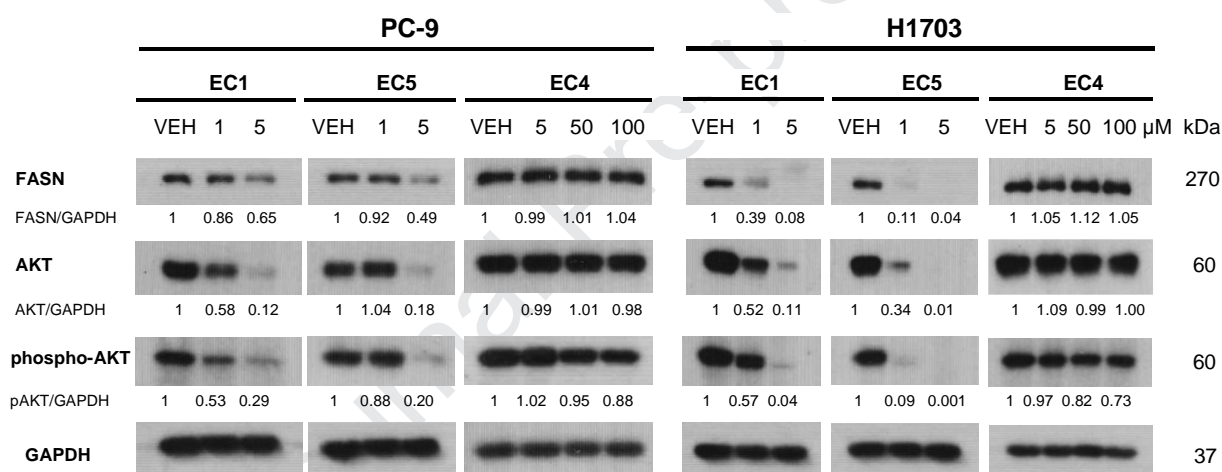 PC-9 H1703
EC1 EC5 EC4 EC1 EC5 EC4
VEH 1 5 VEH 1 5 VEH 5 50 100 VEH 1 5 VEH 1 5 VEH 5 50 100 µM kDa
FASN 270
FASN/GAPDH 1 0.86 0.65 1 0.92 0.49 1 0.99 1.01 1.04 1 0.39 0.08 1 0.11 0.04 1 1.05 1.12 1.05
AKT 60
AKT/GAPDH 1 0.58 0.12 1 1.04 0.18 1 0.99 1.01 0.98 1 0.52 0.11 1 0.34 0.01 1 1.09 0.99 1.00
phospho-AKT 60
pAKT/GAPDH 1 0.53 0.29 1 0.88 0.20 1 1.02 0.95 0.88 1 0.57 0.04 1 0.09 0.001 1 0.97 0.82 0.73
GAPDH 37